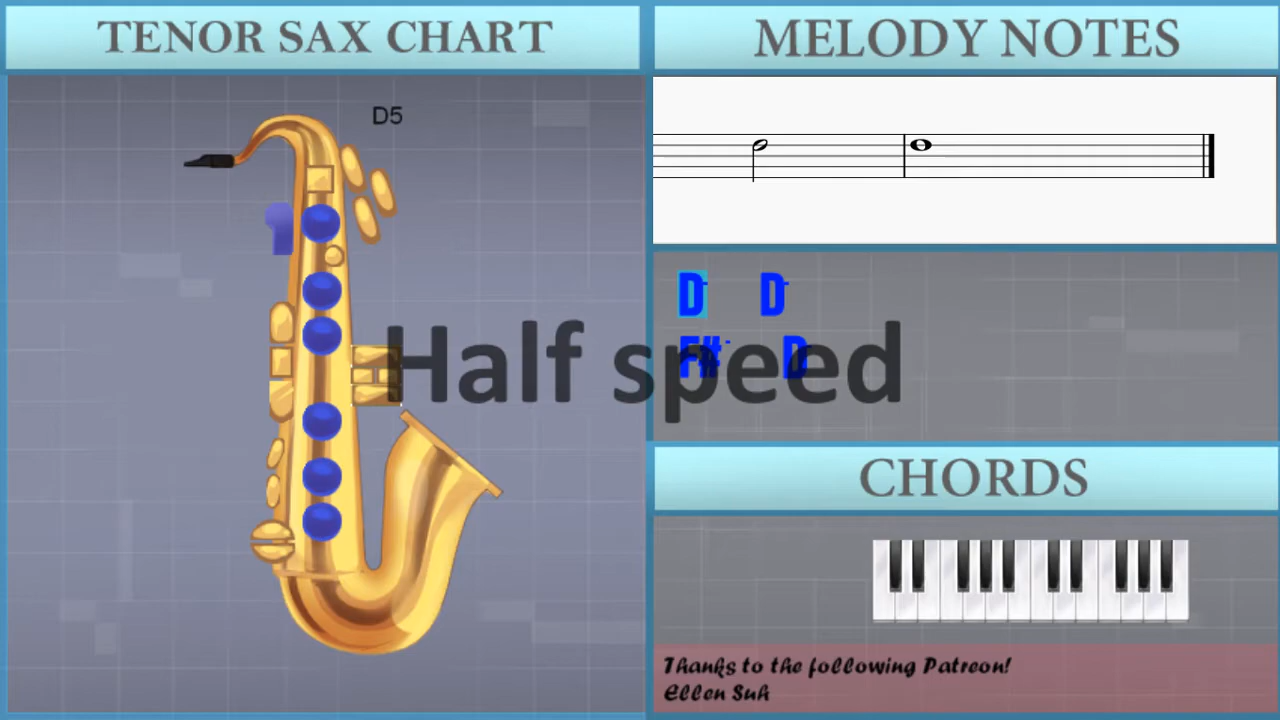 TENOR SAX CHART
MELODY NOTES
D5
D D
F# D
Half speed
CHORDS
Thanks to the following Patreon!
Ellen Suh